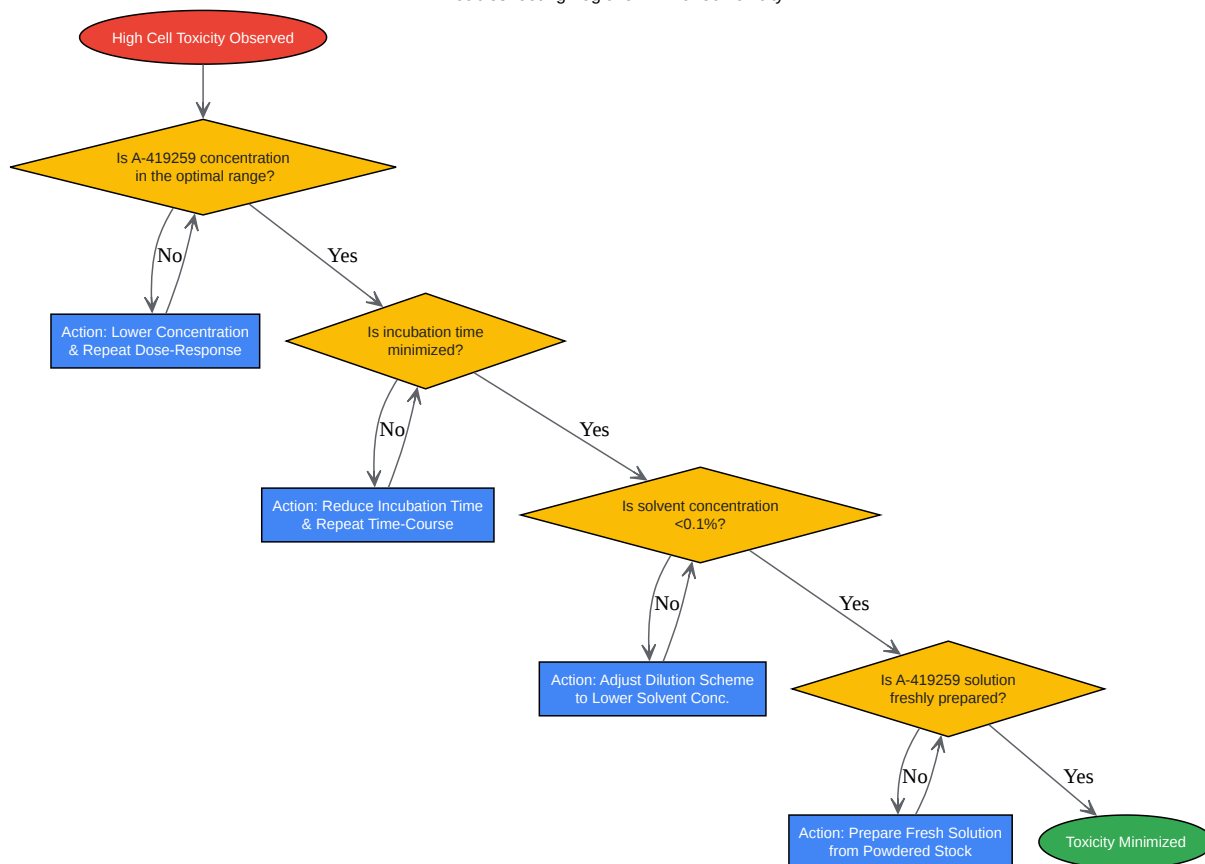 High Cell Toxicity Observed
Is A-419259 concentration
in the optimal range?
No
Yes
Action: Lower Concentration
& Repeat Dose-Response
Is incubation time
minimized?
No
Yes
Action: Reduce Incubation Time
& Repeat Time-Course
Is solvent concentration
<0.1%?
No
Yes
Action: Adjust Dilution Scheme
to Lower Solvent Conc.
Is A-419259 solution
freshly prepared?
No
Yes
Action: Prepare Fresh Solution
from Powdered Stock
Toxicity Minimized